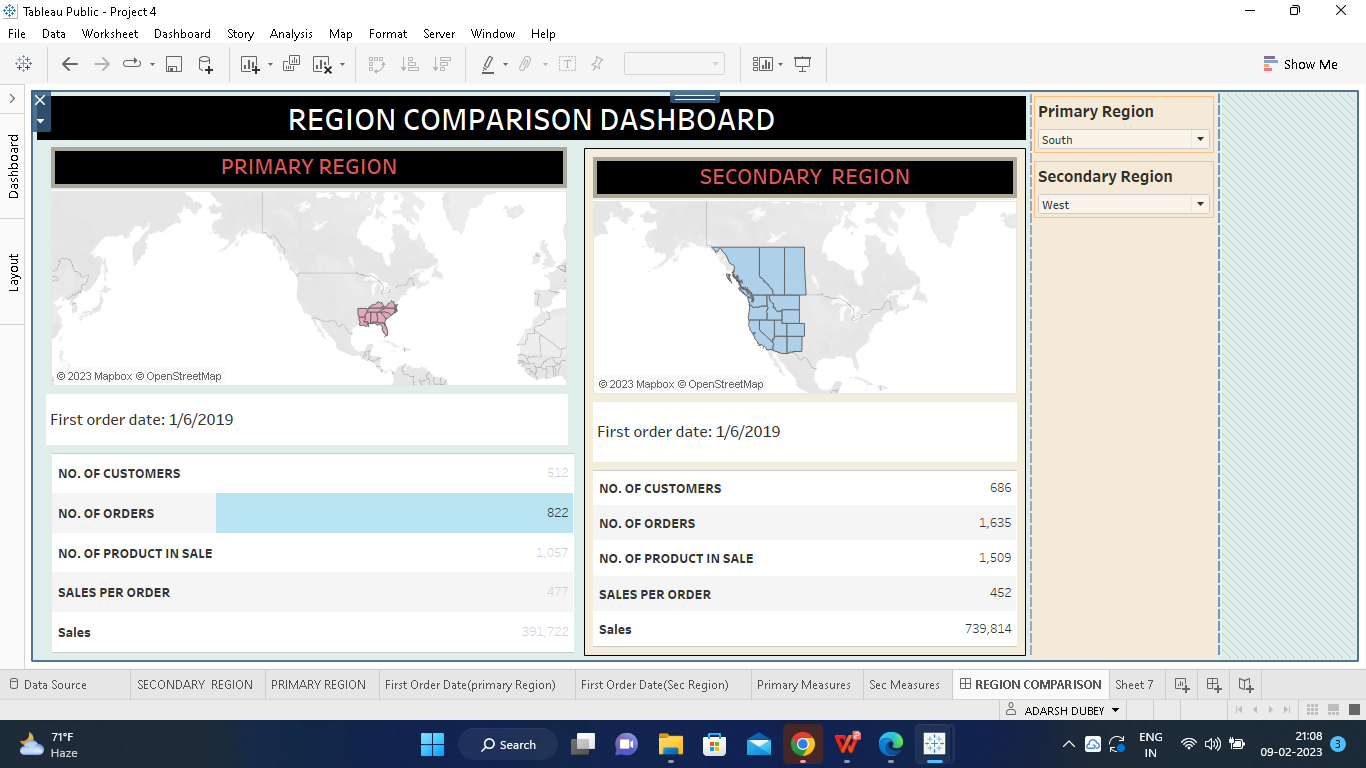 Tableau Public - Project 4
File Data Worksheet Dashboard Story Analysis Map Format Server Window Help
Show Me
Dashboard
Layout
REGION COMPARISON DASHBOARD
PRIMARY REGION
© 2023 Mapbox © OpenStreetMap
First order date: 1/6/2019
NO. OF CUSTOMERS 512
NO. OF ORDERS 822
NO. OF PRODUCT IN SALE 1,057
SALES PER ORDER 477
Sales 391,722
SECONDARY  REGION
© 2023 Mapbox © OpenStreetMap
First order date: 1/6/2019
NO. OF CUSTOMERS 686
NO. OF ORDERS 1,635
NO. OF PRODUCT IN SALE 1,509
SALES PER ORDER 452
Sales 739,814
Primary Region
South
Secondary Region
West
Data Source SECONDARY  REGION PRIMARY REGION First Order Date(primary Region) First Order Date(Sec Region) Primary Measures Sec Measures REGION COMPARISON Sheet 7
ADARSH DUBEY
71°F
Haze
Search
ENG
IN
21:08
09-02-2023
3